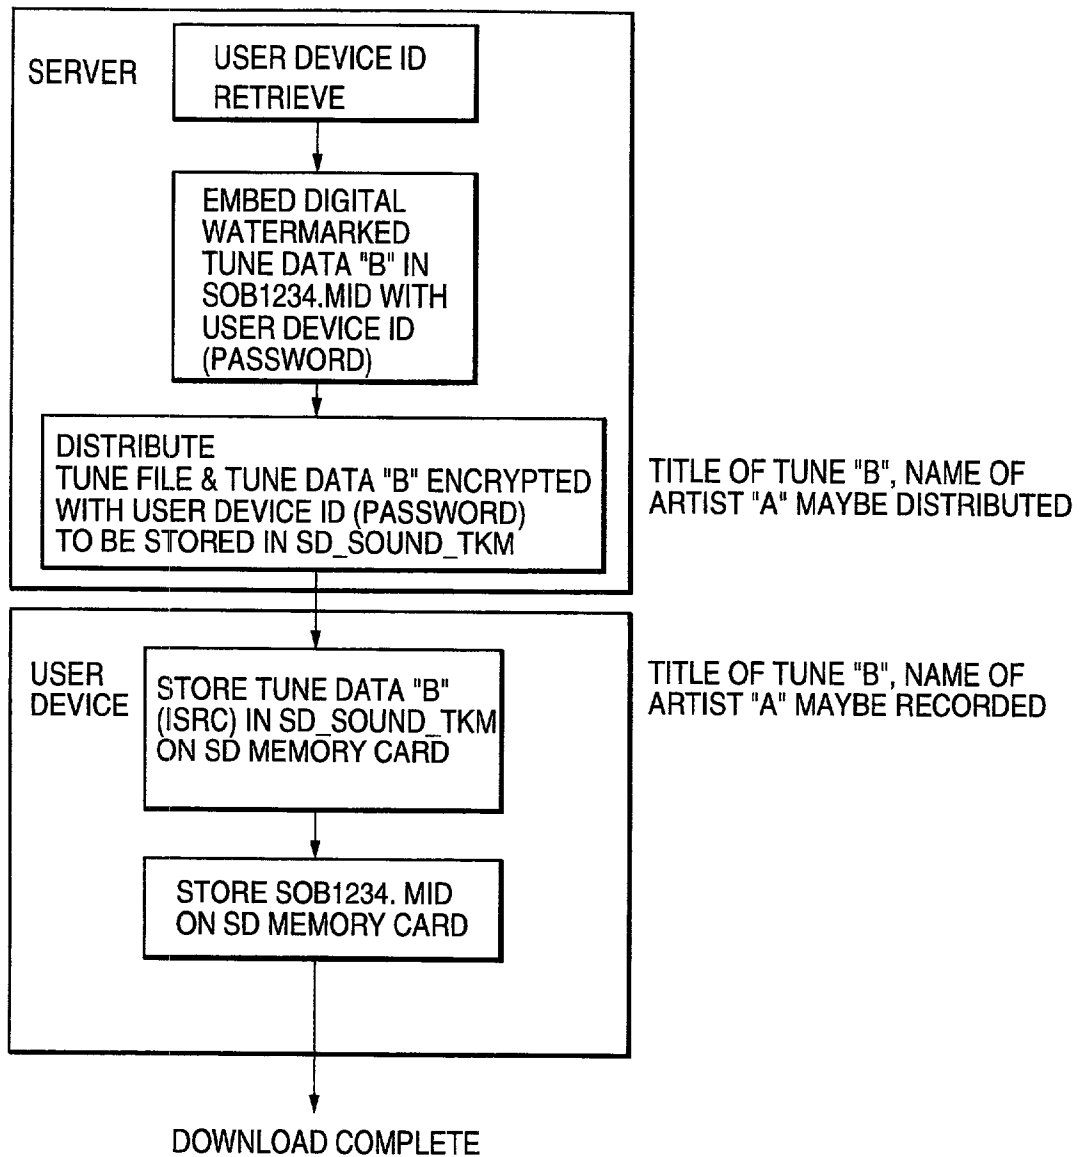 SERVER
USER DEVICE ID
RETRIEVE
EMBED DIGITAL
WATERMARKED
TUNE DATA "B" IN
SOB1234.MID WITH
USER DEVICE ID
(PASSWORD)
DISTRIBUTE
TUNE FILE & TUNE DATA "B" ENCRYPTED
WITH USER DEVICE ID (PASSWORD)
TO BE STORED IN SD_SOUND_TKM
TITLE OF TUNE "B", NAME OF
ARTIST "A" MAYBE DISTRIBUTED
USER
DEVICE
STORE TUNE DATA "B"
(ISRC) IN SD_SOUND_TKM
ON SD MEMORY CARD
TITLE OF TUNE "B", NAME OF
ARTIST "A" MAYBE RECORDED
STORE SOB1234. MID
ON SD MEMORY CARD
DOWNLOAD COMPLETE